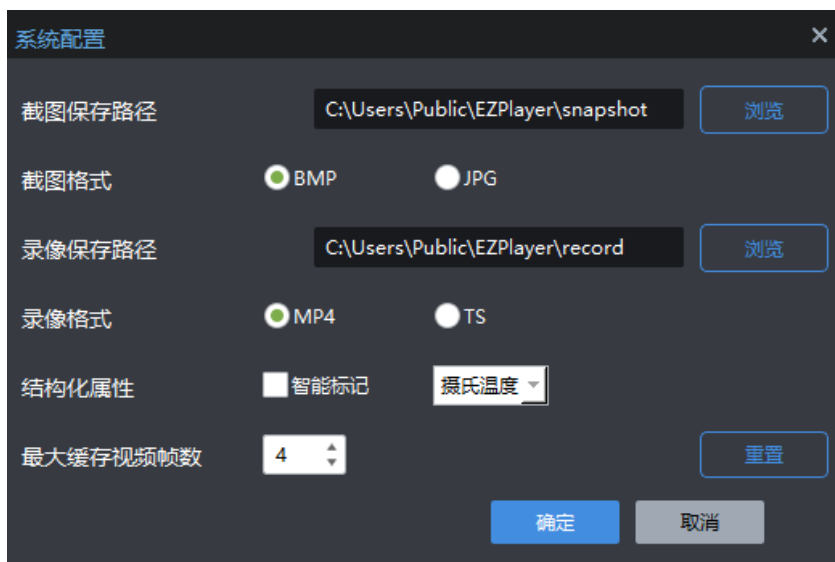 系统配置
截图保存路径 C:\Users\Public\EZPlayer\snapshot 浏览
截图格式 BMP JPG
录像保存路径 C:\Users\Public\EZPlayer\record 浏览
录像格式 MP4 TS
结构化属性 智能标记 摄氏温度
最大缓存视频帧数 4 重置
确定 取消